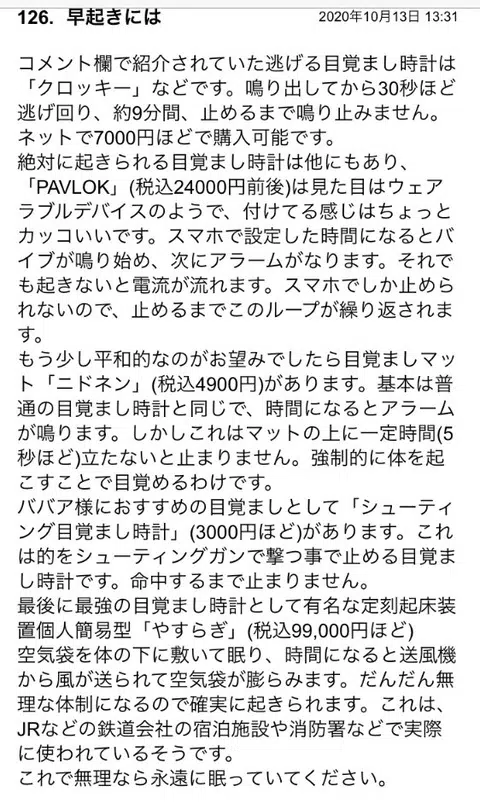 126. 早起きには 2020年10月13日 13:31
コメント欄で紹介されていた逃げる目覚まし時計は
「クロッキー」などです。鳴り出してから30秒ほど
逃げ回り、約9分間、止めるまで鳴り止みません。
ネットで7000円ほどで購入可能です。
絶対に起きられる目覚まし時計は他にもあり、
「PAVLOK」(税込24000円前後)は見た目はウェア
ラブルデバイスのようで、付けてる感じはちょっと
カッコいいです。スマホで設定した時間になるとバ
イブが鳴り始め、次にアラームがなります。それで
も起きないと電流が流れます。スマホでしか止めら
れないので、止めるまでこのループが繰り返されま
す。
もう少し平和的なのがお望みでしたら目覚ましマッ
ト「ニドネン」(税込4900円)があります。基本は普
通の目覚まし時計と同じで、時間になるとアラーム
が鳴ります。しかしこれはマットの上に一定時間(5
秒ほど)立たないと止まりません。強制的に体を起
こすことで目覚めるわけです。
ババア様におすすめの目覚ましとして「シューティ
ング目覚まし時計」(3000円ほど)があります。これ
は的をシューティングガンで撃つ事で止める目覚ま
し時計です。命中するまで止まりません。
最後に最強の目覚まし時計として有名な定刻起床装
置個人簡易型「やすらぎ」(税込99,000円ほど)
空気袋を体の下に敷いて眠り、時間になると送風機
から風が送られて空気袋が膨らみます。だんだん無
理な体制になるので確実に起きられます。これは、
JRなどの鉄道会社の宿泊施設や消防署などで実際
に使われているそうです。
これで無理なら永遠に眠っていてください。